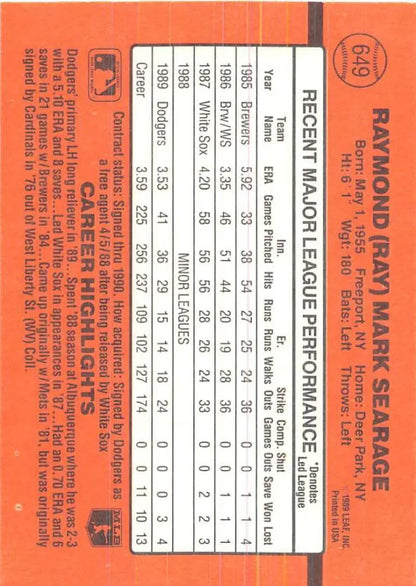 649
RAYMOND (RAY) MARK SEARAGE
Born: May 1, 1955 Freeport, NY Home: Deer Park, NY
Ht: 6' 1" Wgt: 180 Bats: Left Throws: Left
1989 LEAF, INC.
Printed in USA.
RECENT MAJOR LEAGUE PERFORMANCE *Denotes Led League
Team Inn. Er. Strike Comp. Shut
Year Name ERA Games Pitched Hits Runs Runs Walks Outs Games Outs Save Won Lost
1985 Brewers 5.92 33 38 54 27 25 24 36 0 0 1 1 4
1986 Brw/WS 3.35 46 51 44 20 19 28 36 0 0 1 1 1
1987 White Sox 4.20 58 56 56 28 26 24 33 0 0 2 2 3
1988 MINOR LEAGUES
1989 Dodgers 3.53 41 36 29 15 14 18 24 0 0 0 3 4
Career 3.59 225 256 237 109 102 127 174 0 0 11 10 13
Contract status: Signed thru 1990. How acquired: Signed by Dodgers as
a free agent 4/5/88 after being released by White Sox
CAREER HIGHLIGHTS
MLB
Dodgers' primary LH long reliever in '89... Spent '88 season at Albuquerque where he was 2-3
with a 5.10 ERA and 8 saves... Led White Sox in appearances in '87... Had an 0.70 ERA and 6
saves in 21 games w/Brewers in '84... Came up originally w/Mets in '81, but was originally
signed by Cardinals in '76 out of West Liberty St. (WV) Coll.